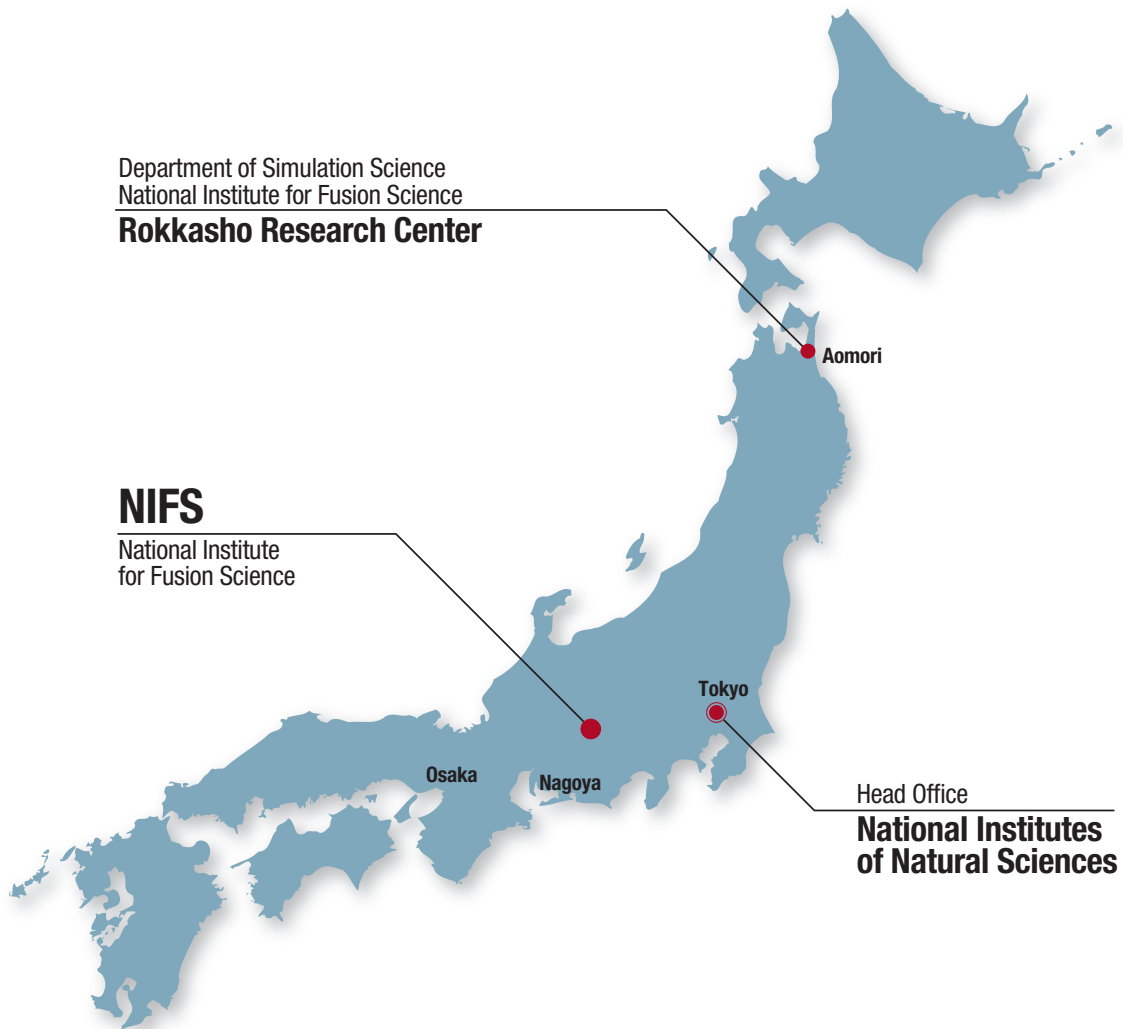 Department of Simulation Science
National Institute for Fusion Science
Rokkasho Research Center
Aomori
NIFS
National Institute
for Fusion Science
Tokyo
Osaka
Nagoya
Head Office
National Institutes
of Natural Sciences